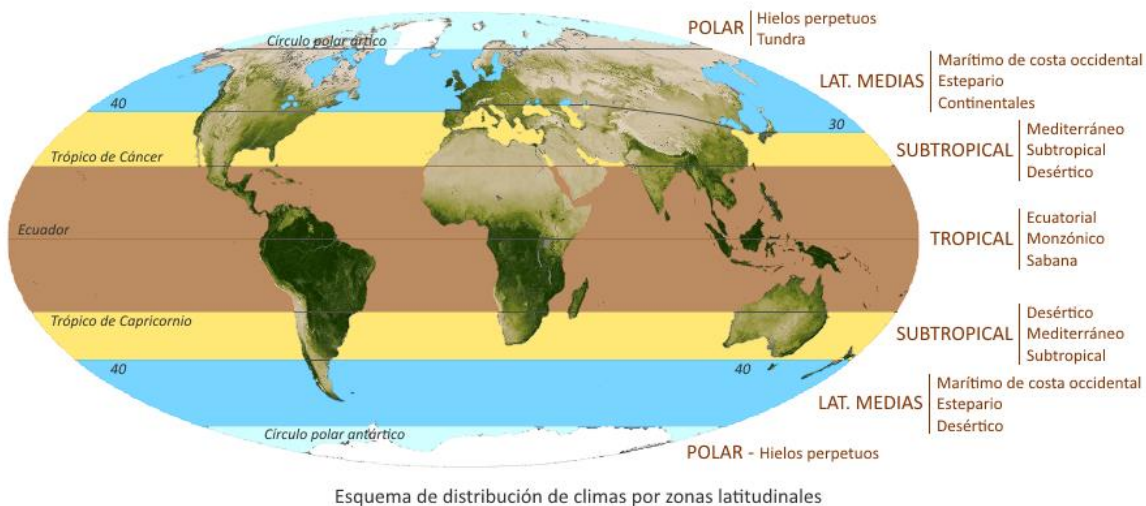 POLAR
Hielos perpetuos
Tundra
Círculo polar ártico
LAT. MEDIAS
Marítimo de costa occidental
Estepario
Continentales
40
30
SUBTROPICAL
Mediterráneo
Subtropical
Desértico
Trópico de Cáncer
Ecuador
TROPICAL
Ecuatorial
Monzónico
Sabana
Trópico de Capricornio
SUBTROPICAL
Desértico
Mediterráneo
Subtropical
40
40
LAT. MEDIAS
Marítimo de costa occidental
Estepario
Desértico
Círculo polar antártico
POLAR - Hielos perpetuos
Esquema de distribución de climas por zonas latitudinales